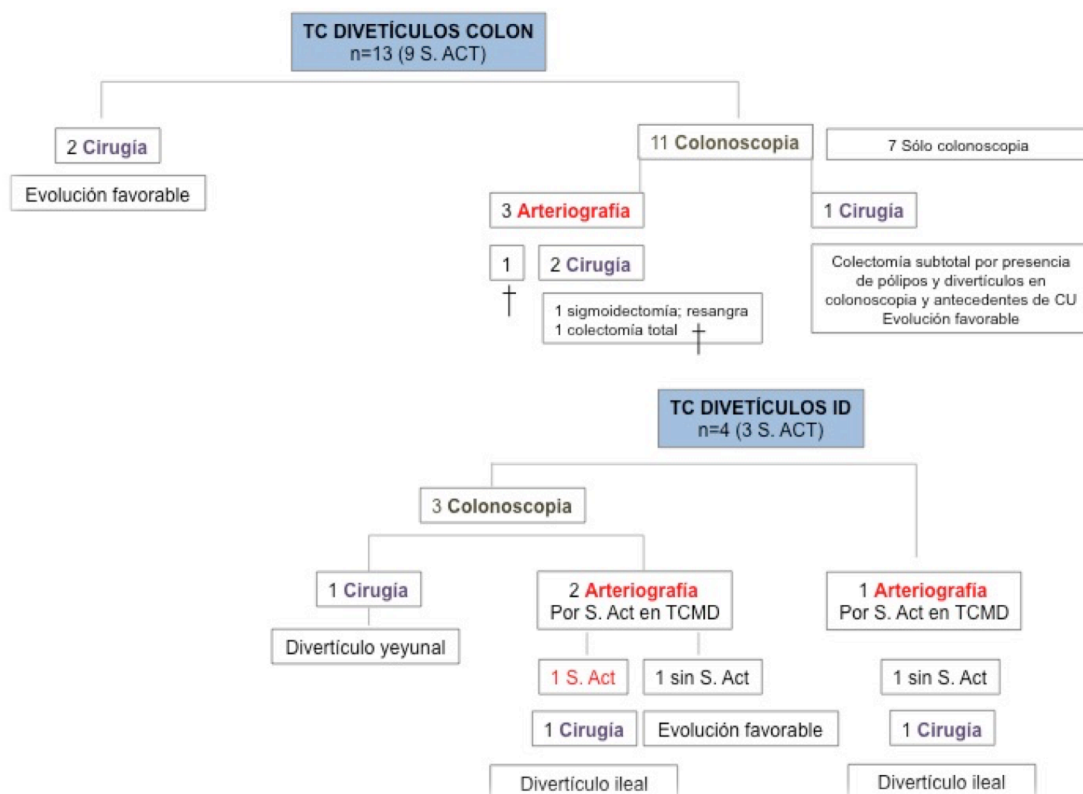 TC DIVETÍCULOS COLON
n=13 (9 S. ACT)
2 Cirugía
Evolución favorable
11 Colonoscopia
7 Sólo colonoscopia
3 Arteriografía
1 Cirugía
1
2 Cirugía
1 sigmoidectomía; resangra
1 colectomía total
Colectomía subtotal por presencia
de pólipos y divertículos en
colonoscopia y antecedentes de CU
Evolución favorable
TC DIVETÍCULOS ID
n=4 (3 S. ACT)
3 Colonoscopia
1 Cirugía
Divertículo yeyunal
2 Arteriografía
Por S. Act en TCMD
1 Arteriografía
Por S. Act en TCMD
1 S. Act
1 sin S. Act
1 sin S. Act
1 Cirugía
Evolución favorable
1 Cirugía
Divertículo ileal
Divertículo ileal